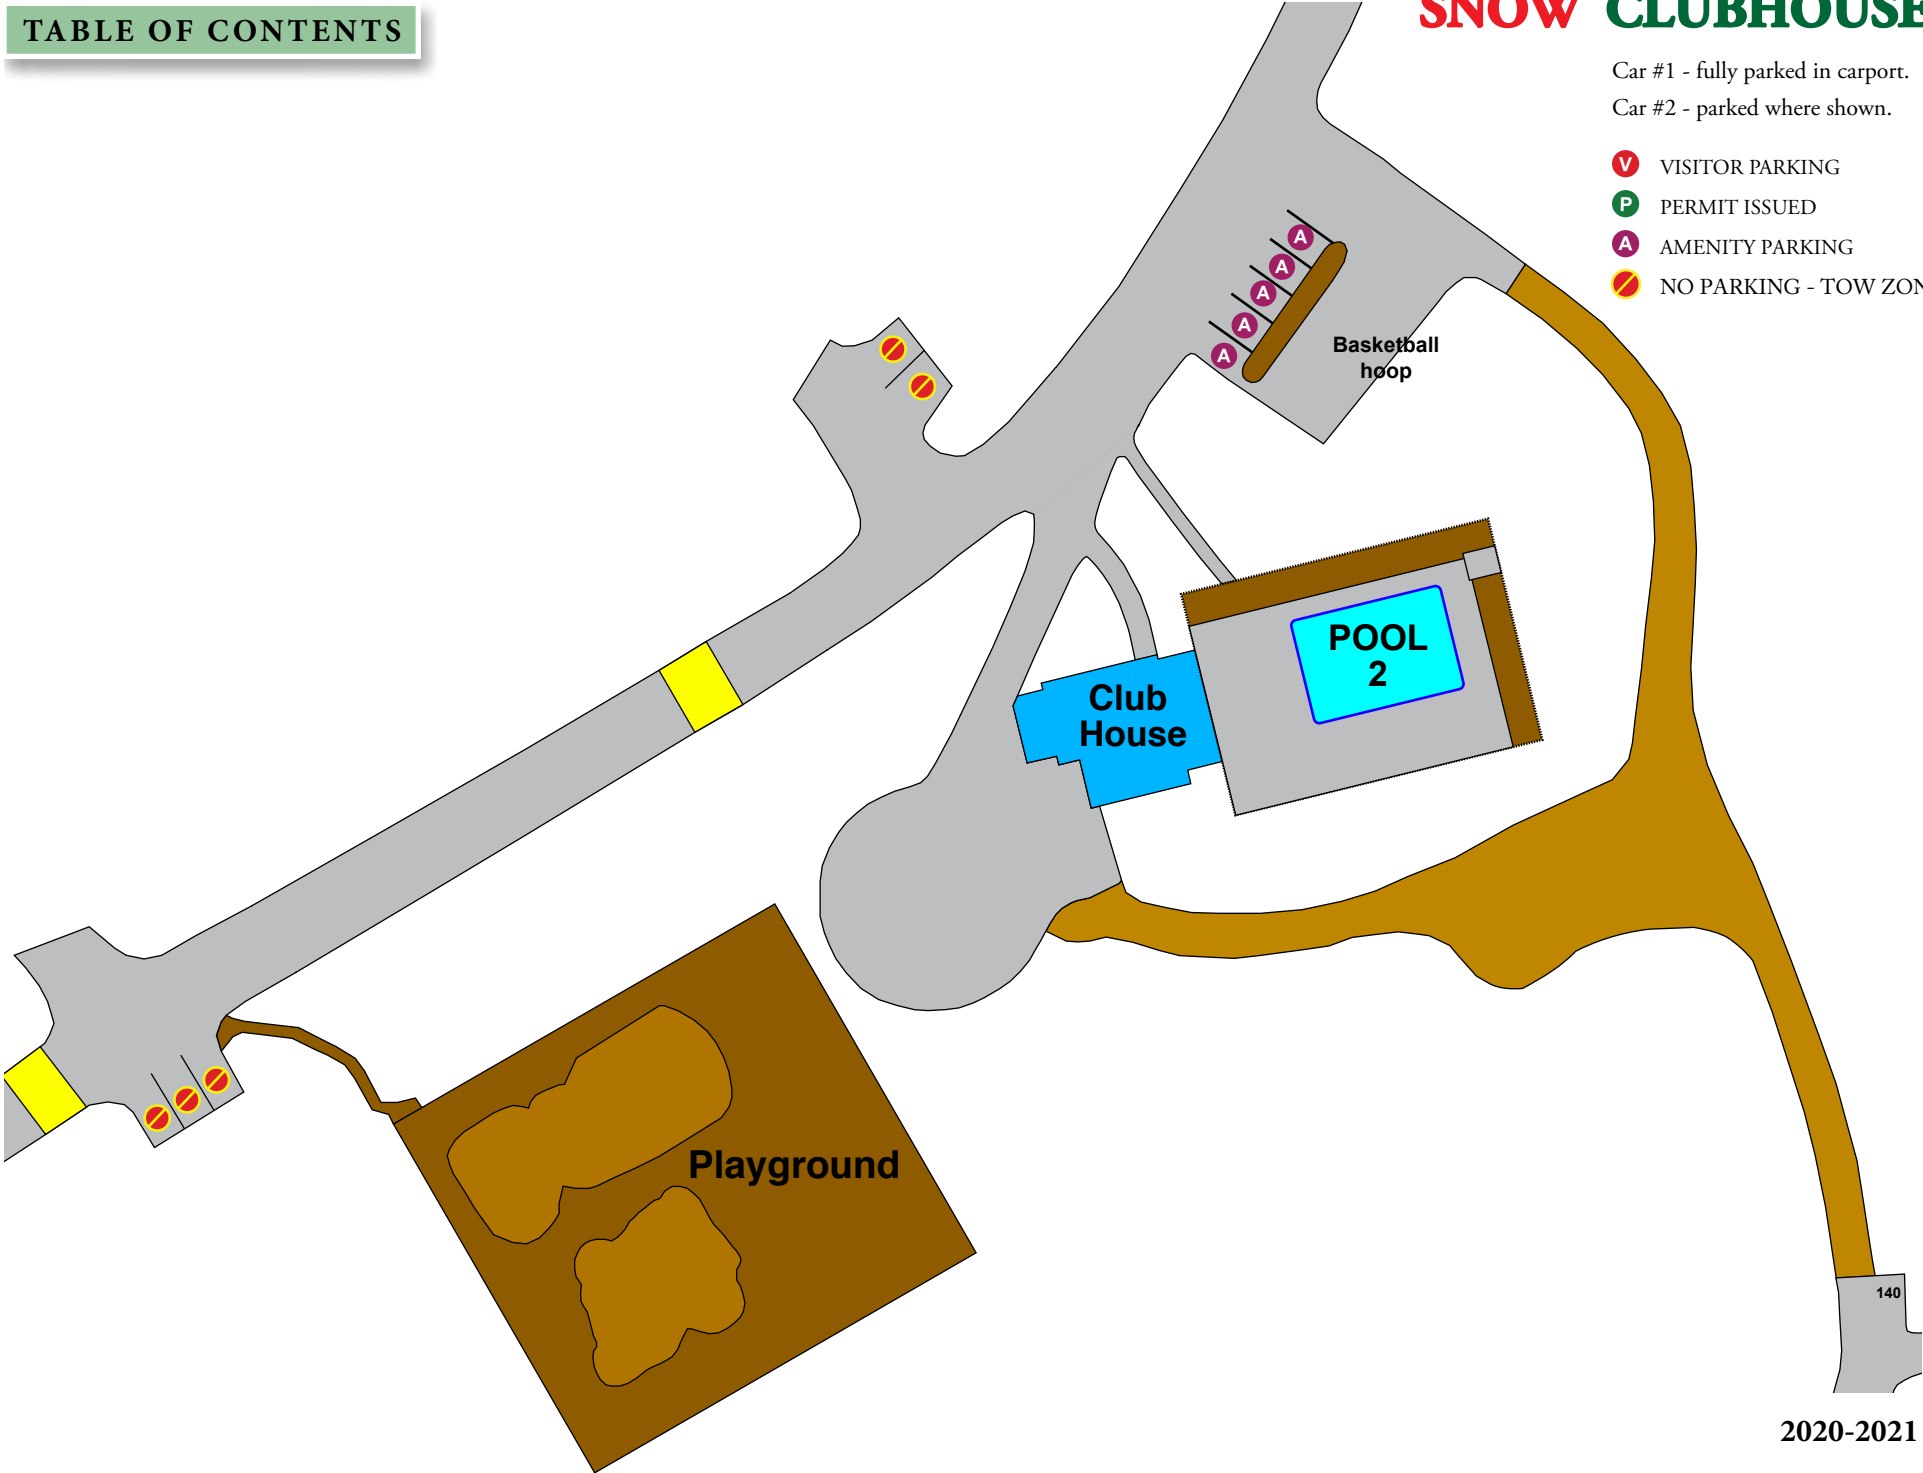 TABLE OF CONTENTS
SNOW CLUBHOUSE
Car #1 - fully parked in carport.
Car #2 - parked where shown.
V VISITOR PARKING
P PERMIT ISSUED
A AMENITY PARKING
NO PARKING - TOW ZON
A
A
A
A
A
Basketball
hoop
POOL
2
Club
House
Playground
140
2020-2021